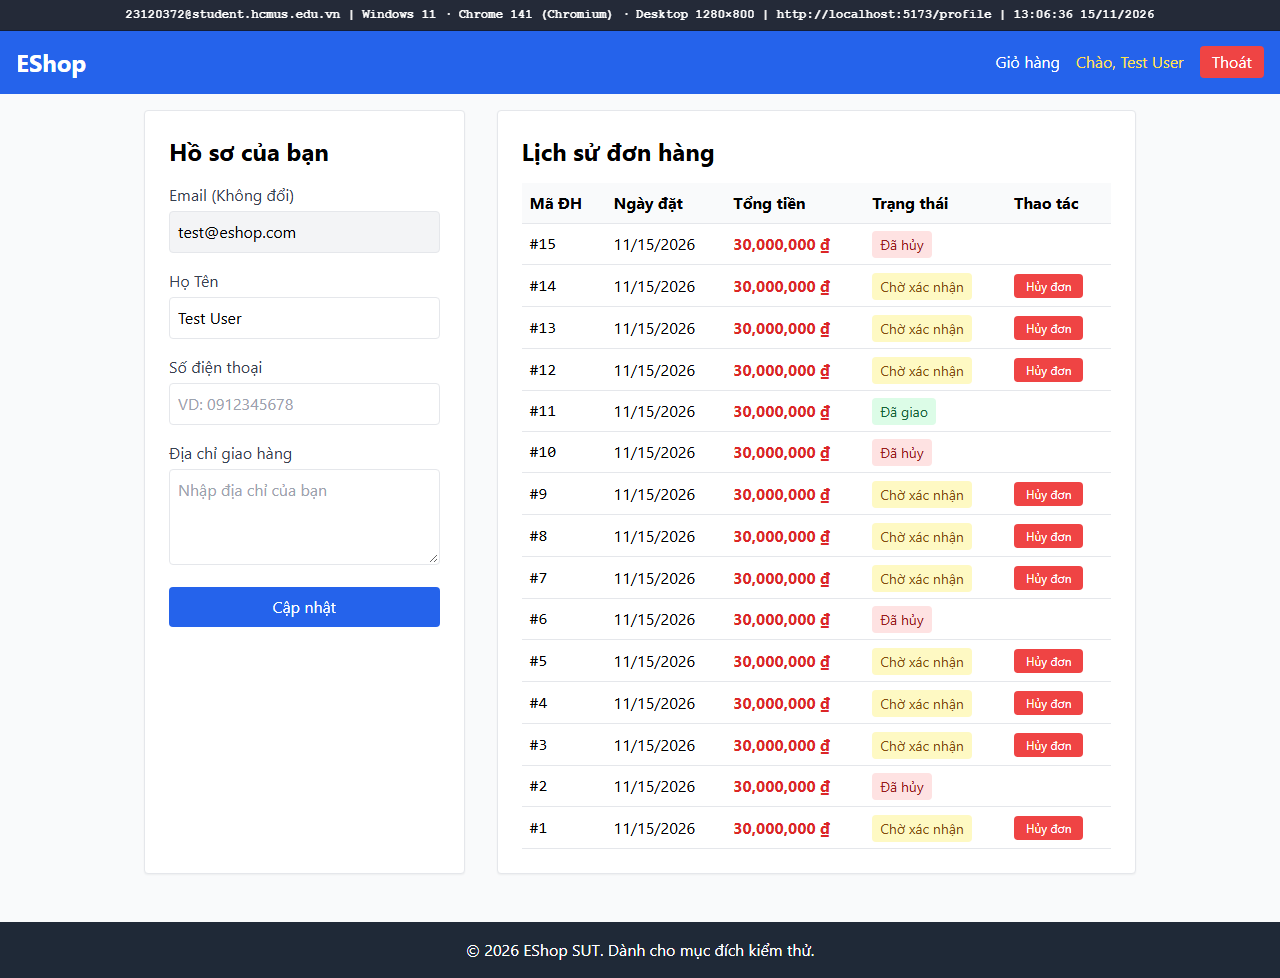 23120372@student.hcmus.edu.vn | Windows 11 · Chrome 141 (Chromium) · Desktop 1280×800 | http://localhost:5173/profile | 13:06:36 15/11/2026
EShop
Giỏ hàng Chào, Test User Thoát
Hồ sơ của bạn
Email (Không đổi)
test@eshop.com
Họ Tên
Test User
Số điện thoại
VD: 0912345678
Địa chỉ giao hàng
Nhập địa chỉ của bạn
Cập nhật
Lịch sử đơn hàng
Mã ĐH Ngày đặt Tổng tiền Trạng thái Thao tác
#15 11/15/2026 30,000,000 ₫ Đã hủy
#14 11/15/2026 30,000,000 ₫ Chờ xác nhận Hủy đơn
#13 11/15/2026 30,000,000 ₫ Chờ xác nhận Hủy đơn
#12 11/15/2026 30,000,000 ₫ Chờ xác nhận Hủy đơn
#11 11/15/2026 30,000,000 ₫ Đã giao
#10 11/15/2026 30,000,000 ₫ Đã hủy
#9 11/15/2026 30,000,000 ₫ Chờ xác nhận Hủy đơn
#8 11/15/2026 30,000,000 ₫ Chờ xác nhận Hủy đơn
#7 11/15/2026 30,000,000 ₫ Chờ xác nhận Hủy đơn
#6 11/15/2026 30,000,000 ₫ Đã hủy
#5 11/15/2026 30,000,000 ₫ Chờ xác nhận Hủy đơn
#4 11/15/2026 30,000,000 ₫ Chờ xác nhận Hủy đơn
#3 11/15/2026 30,000,000 ₫ Chờ xác nhận Hủy đơn
#2 11/15/2026 30,000,000 ₫ Đã hủy
#1 11/15/2026 30,000,000 ₫ Chờ xác nhận Hủy đơn
© 2026 EShop SUT. Dành cho mục đích kiểm thử.